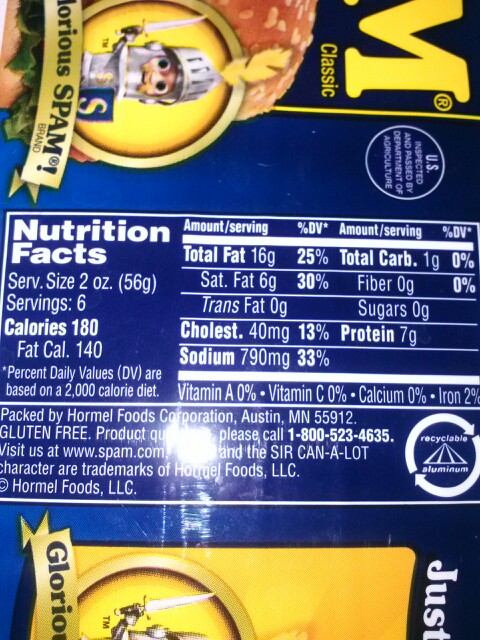 M®
Classic
Glorious SPAM®!
BRAND
TM
S
U.S.
INSPECTED
AND PASSED BY
DEPARTMENT OF
AGRICULTURE
Nutrition
Facts
Serv. Size 2 oz. (56g)
Servings: 6
Calories 180
Fat Cal. 140
*Percent Daily Values (DV) are
based on a 2,000 calorie diet.
Amount/serving %DV* Amount/serving %DV*
Total Fat 16g 25% Total Carb. 1g 0%
Sat. Fat 6g 30% Fiber 0g 0%
Trans Fat 0g Sugars 0g
Cholest. 40mg 13% Protein 7g
Sodium 790mg 33%
Vitamin A 0% • Vitamin C 0% • Calcium 0% • Iron 2%
Packed by Hormel Foods Corporation, Austin, MN 55912.
GLUTEN FREE. Product please call 1-800-523-4635.
Visit us at www.spam.com. and the SIR CAN-A-LOT
character are trademarks of Hormel Foods, LLC.
© Hormel Foods, LLC.
recyclable
aluminum
Gloriou
TM
Just